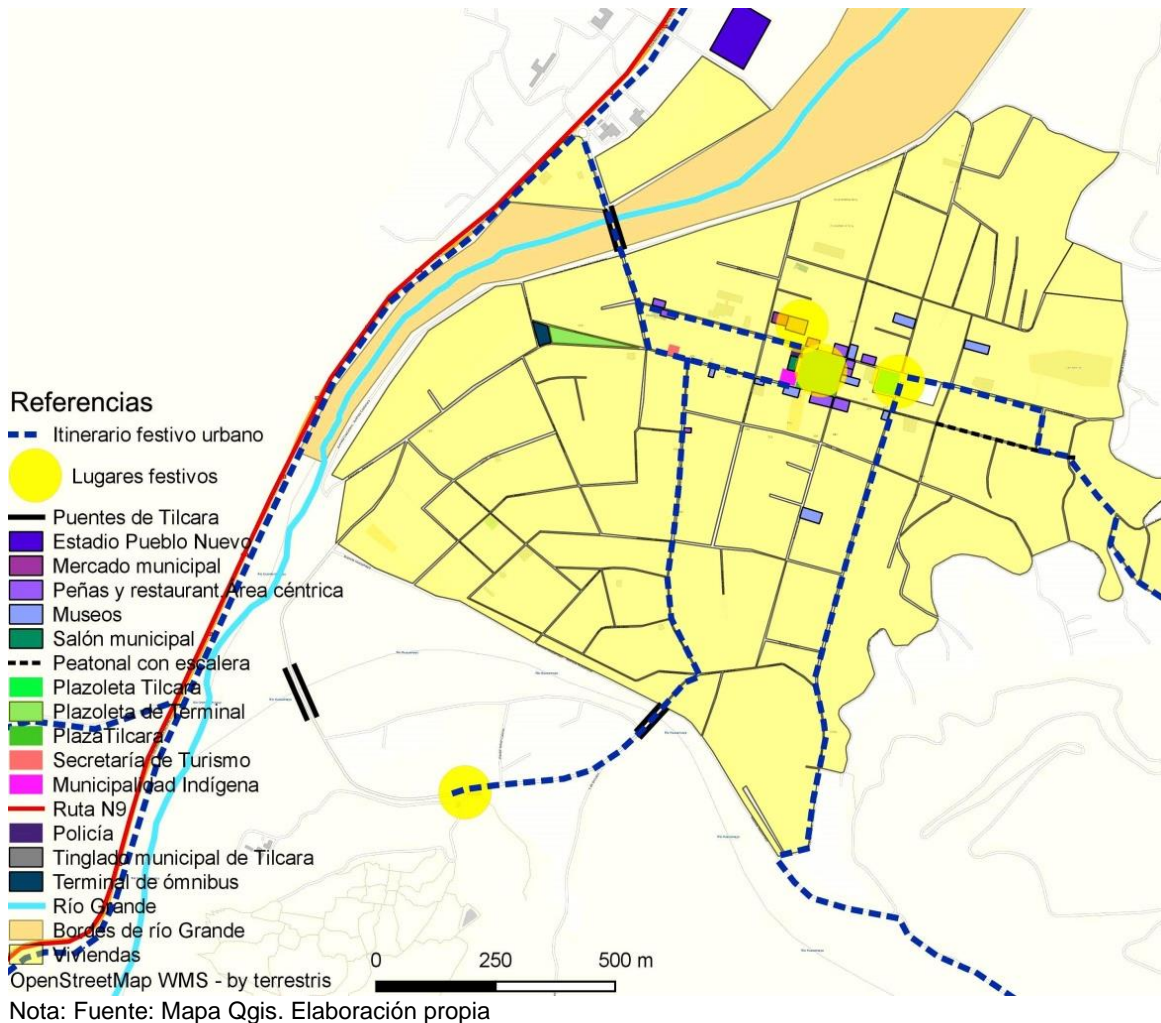 Referencias
Itinerario festivo urbano
Lugares festivos
Puentes de Tilcara
Estadio Pueblo Nuevo
Mercado municipal
Peñas y restaurant.Área céntrica
Museos
Salón municipal
Peatonal con escalera
Plazoleta Tilcara
Plazoleta de Terminal
PlazaTilcara
Secretaría de Turismo
Municipalidad Indígena
Ruta N9
Policía
Tinglado municipal de Tilcara
Terminal de ómnibus
Río Grande
Bordes de río Grande
Viviendas
OpenStreetMap WMS - by terrestris
0 250 500 m
Nota: Fuente: Mapa Qgis. Elaboración propia